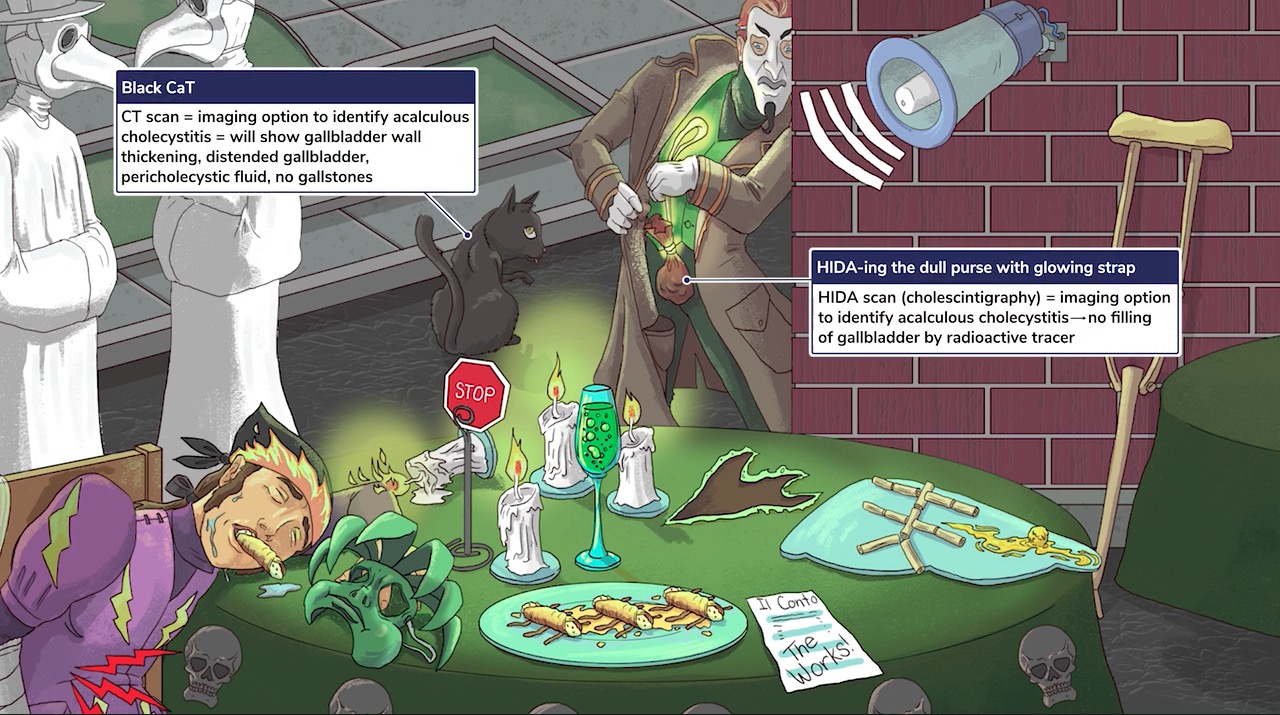 Black CaT
CT scan = imaging option to identify acalculous
cholecystitis = will show gallbladder wall
thickening, distended gallbladder,
pericholecystic fluid, no gallstones
HIDA-ing the dull purse with glowing strap
HIDA scan (cholescintigraphy) = imaging option
to identify acalculous cholecystitis→no filling
of gallbladder by radioactive tracer
STOP
Il Conto
The
Works!